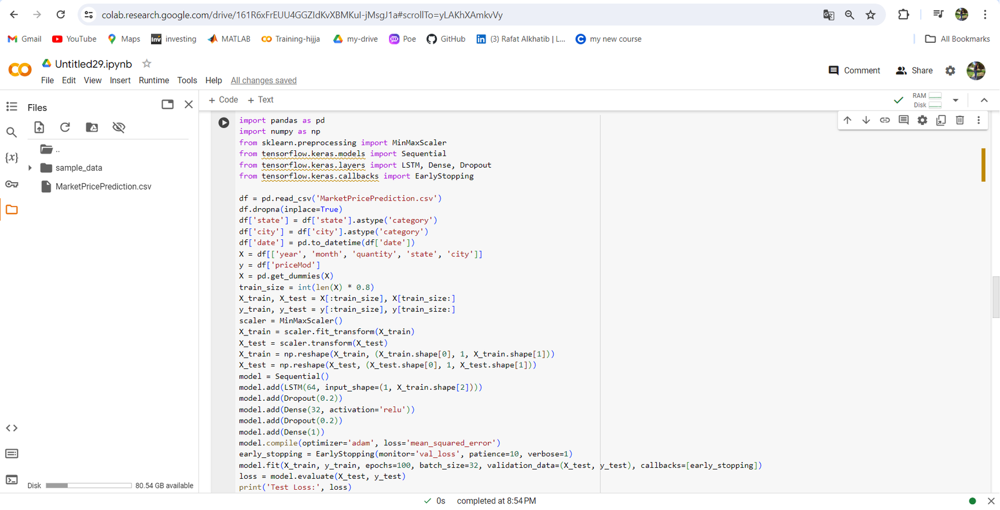 colab.research.google.com/drive/161R6xFrEUU4GGZIdKvXBMKuI-jMsgJ1a#scrollTo=yLAKhXAmkvVy
Gmail YouTube Maps investing MATLAB Training-hijja my-drive Poe GitHub (3) Rafat Alkhatib | L... my new course All Bookmarks
Untitled29.ipynb
File Edit View Insert Runtime Tools Help All changes saved
Comment Share
Files
+ Code + Text
RAM
Disk
..
sample_data
MarketPricePrediction.csv
import pandas as pd
import numpy as np
from sklearn.preprocessing import MinMaxScaler
from tensorflow.keras.models import Sequential
from tensorflow.keras.layers import LSTM, Dense, Dropout
from tensorflow.keras.callbacks import EarlyStopping
df = pd.read_csv('MarketPricePrediction.csv')
df.dropna(inplace=True)
df['state'] = df['state'].astype('category')
df['city'] = df['city'].astype('category')
df['date'] = pd.to_datetime(df['date'])
X = df[['year', 'month', 'quantity', 'state', 'city']]
y = df['priceMod']
X = pd.get_dummies(X)
train_size = int(len(X) * 0.8)
X_train, X_test = X[:train_size], X[train_size:]
y_train, y_test = y[:train_size], y[train_size:]
scaler = MinMaxScaler()
X_train = scaler.fit_transform(X_train)
X_test = scaler.transform(X_test)
X_train = np.reshape(X_train, (X_train.shape[0], 1, X_train.shape[1]))
X_test = np.reshape(X_test, (X_test.shape[0], 1, X_test.shape[1]))
model = Sequential()
model.add(LSTM(64, input_shape=(1, X_train.shape[2])))
model.add(Dropout(0.2))
model.add(Dense(32, activation='relu'))
model.add(Dropout(0.2))
model.add(Dense(1))
model.compile(optimizer='adam', loss='mean_squared_error')
early_stopping = EarlyStopping(monitor='val_loss', patience=10, verbose=1)
model.fit(X_train, y_train, epochs=100, batch_size=32, validation_data=(X_test, y_test), callbacks=[early_stopping])
loss = model.evaluate(X_test, y_test)
print('Test Loss:', loss)
Disk 80.54 GB available
0s completed at 8:54 PM